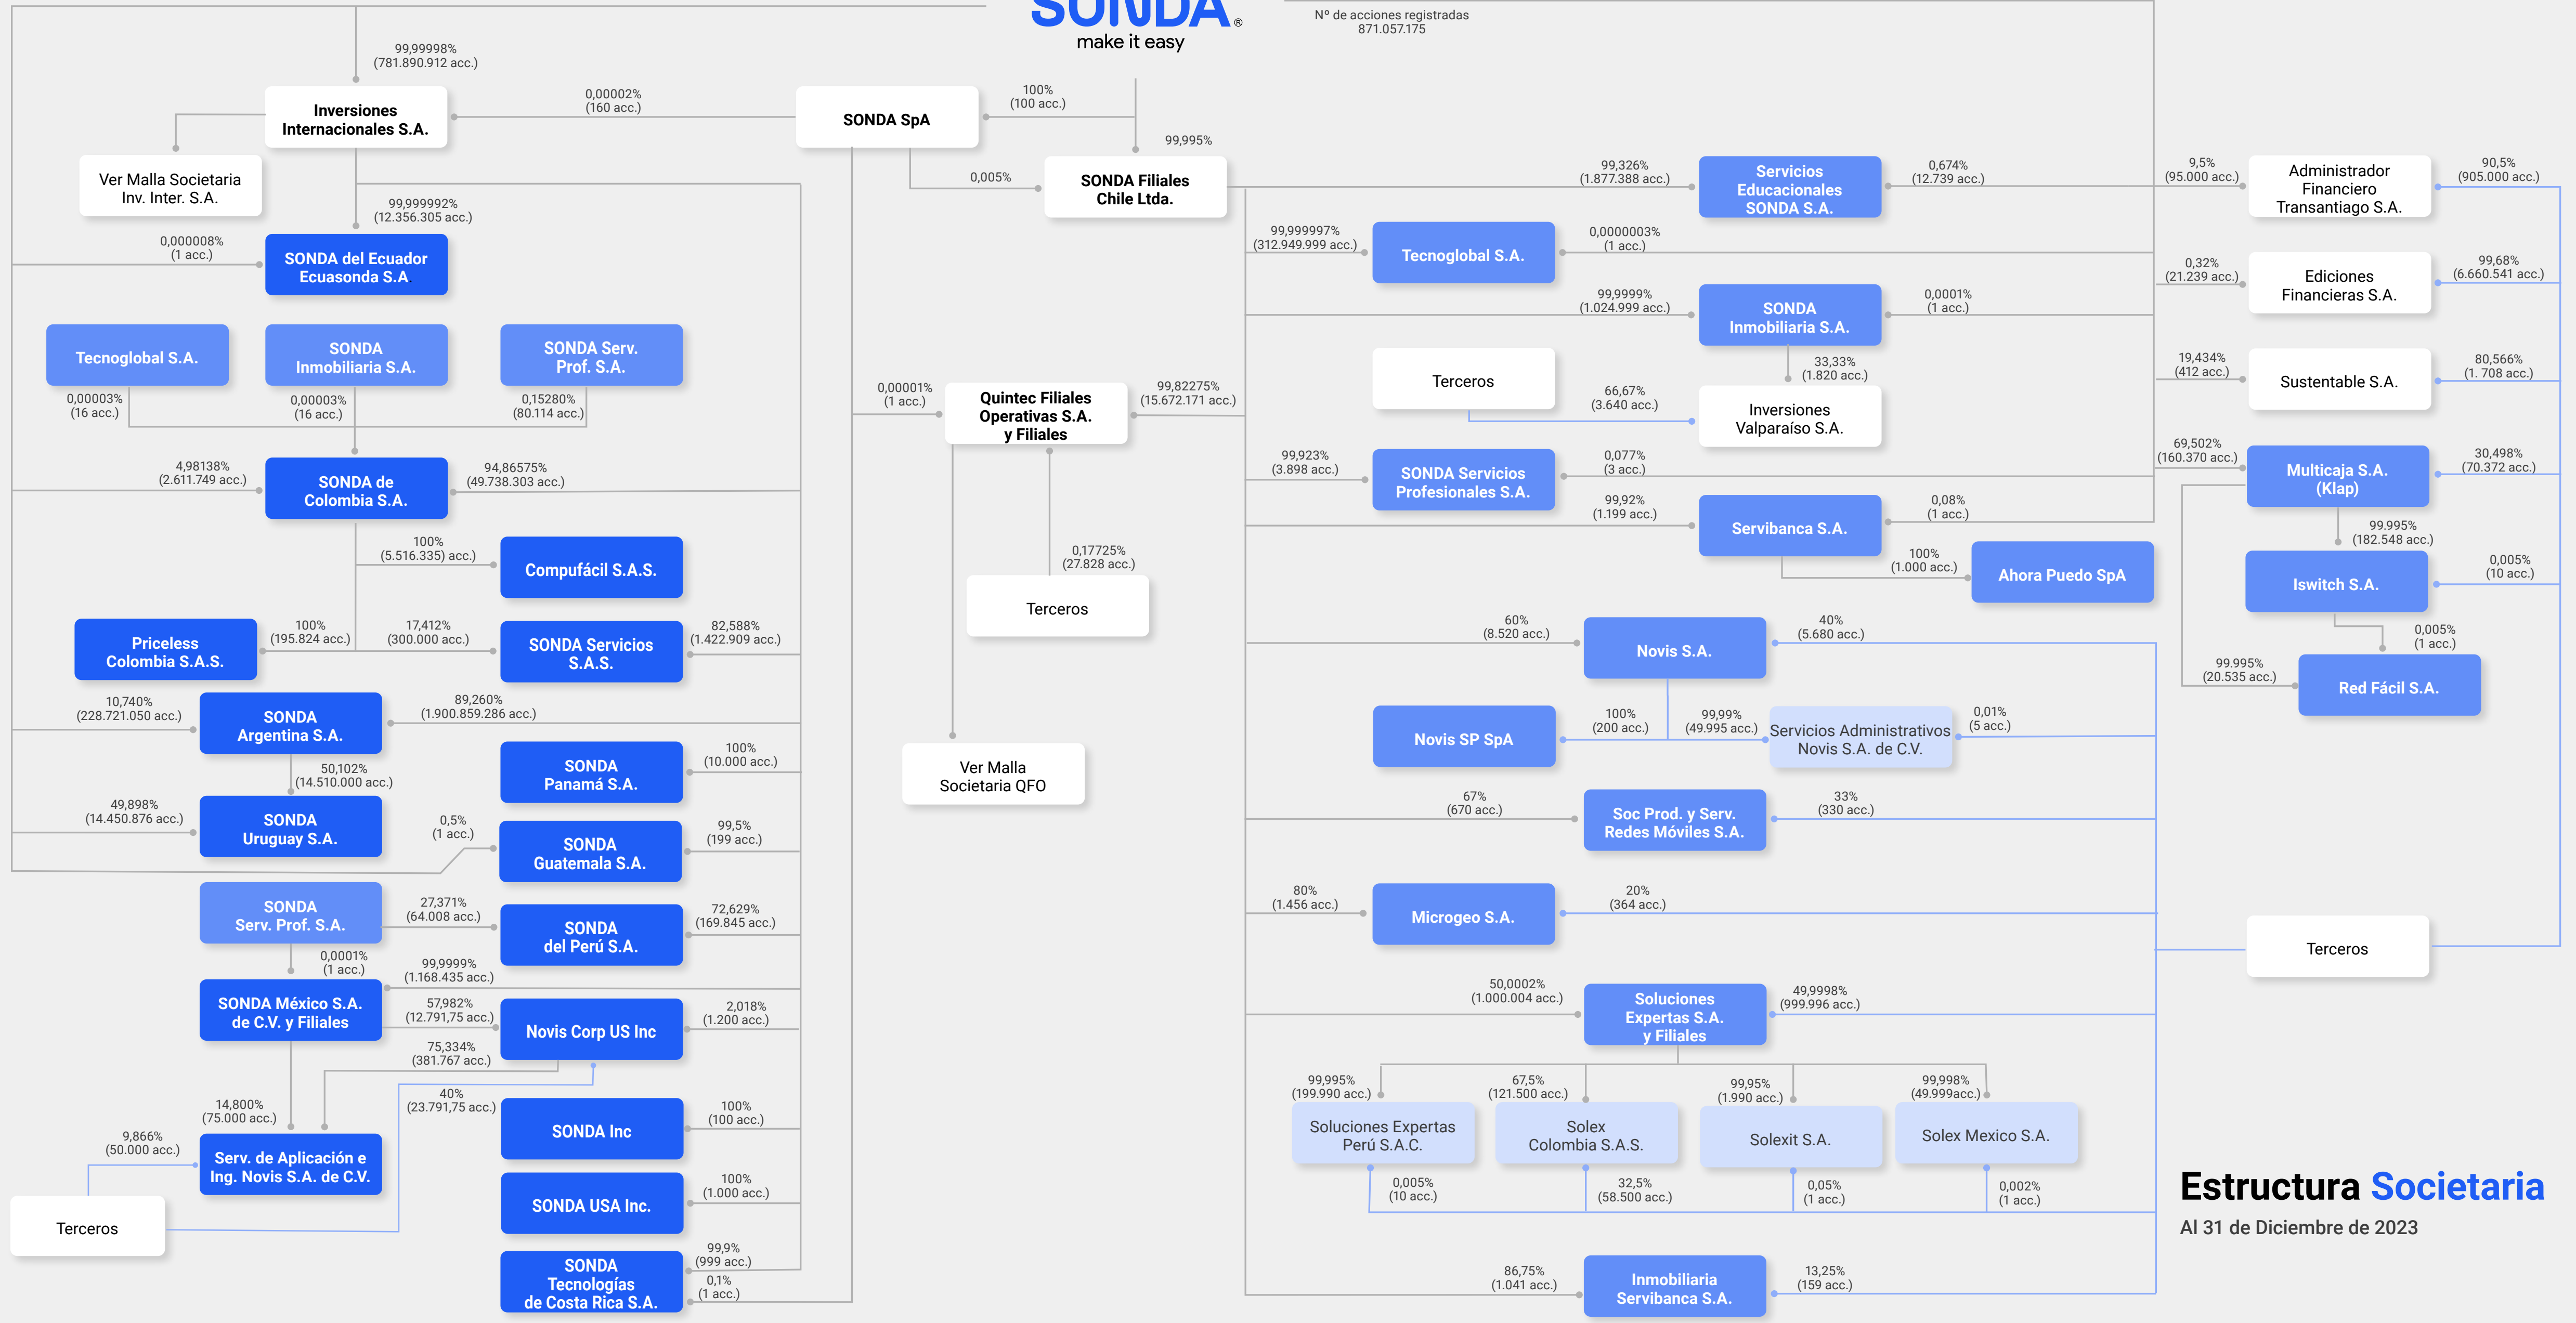 SONDA®
make it easy
Nº de acciones registradas
871.057.175
99,99998%
(781.890.912 acc.)
Inversiones
Internacionales S.A.
0,00002%
(160 acc.)
SONDA SpA
100%
(100 acc.)
99,995%
Ver Malla Societaria
Inv. Inter. S.A.
0,005%
SONDA Filiales
Chile Ltda.
99,999992%
(12.356.305 acc.)
0,000008%
(1 acc.)
SONDA del Ecuador
Ecuasonda S.A.
Tecnoglobal S.A.
SONDA
Inmobiliaria S.A.
SONDA Serv.
Prof. S.A.
0,00003%
(16 acc.)
0,00003%
(16 acc.)
0,15280%
(80.114 acc.)
4,98138%
(2.611.749 acc.)
SONDA de
Colombia S.A.
94,86575%
(49.738.303 acc.)
100%
(5.516.335) acc.)
Compufácil S.A.S.
Priceless
Colombia S.A.S.
100%
(195.824 acc.)
17,412%
(300.000 acc.)
SONDA Servicios
S.A.S.
82,588%
(1.422.909 acc.)
10,740%
(228.721.050 acc.)
SONDA
Argentina S.A.
89,260%
(1.900.859.286 acc.)
50,102%
(14.510.000 acc.)
SONDA
Panamá S.A.
100%
(10.000 acc.)
49,898%
(14.450.876 acc.)
SONDA
Uruguay S.A.
0,5%
(1 acc.)
SONDA
Guatemala S.A.
99,5%
(199 acc.)
SONDA
Serv. Prof. S.A.
27,371%
(64.008 acc.)
SONDA
del Perú S.A.
72,629%
(169.845 acc.)
0,0001%
(1 acc.)
99,9999%
(1.168.435 acc.)
SONDA México S.A.
de C.V. y Filiales
57,982%
(12.791,75 acc.)
Novis Corp US Inc
2,018%
(1.200 acc.)
75,334%
(381.767 acc.)
40%
(23.791,75 acc.)
14,800%
(75.000 acc.)
9,866%
(50.000 acc.)
Serv. de Aplicación e
Ing. Novis S.A. de C.V.
Terceros
SONDA Inc
100%
(100 acc.)
SONDA USA Inc.
100%
(1.000 acc.)
SONDA
Tecnologías
de Costa Rica S.A.
99,9%
(999 acc.)
0,1%
(1 acc.)
0,00001%
(1 acc.)
Quintec Filiales
Operativas S.A.
y Filiales
99,82275%
(15.672.171 acc.)
0,17725%
(27.828 acc.)
Terceros
Ver Malla
Societaria QFO
99,326%
(1.877.388 acc.)
Servicios
Educacionales
SONDA S.A.
0,674%
(12.739 acc.)
99,999997%
(312.949.999 acc.)
Tecnoglobal S.A.
0,0000003%
(1 acc.)
99,9999%
(1.024.999 acc.)
SONDA
Inmobiliaria S.A.
0,0001%
(1 acc.)
33,33%
(1.820 acc.)
Terceros
66,67%
(3.640 acc.)
Inversiones
Valparaíso S.A.
99,923%
(3.898 acc.)
SONDA Servicios
Profesionales S.A.
0,077%
(3 acc.)
99,92%
(1.199 acc.)
Servibanca S.A.
0,08%
(1 acc.)
100%
(1.000 acc.)
Ahora Puedo SpA
60%
(8.520 acc.)
Novis S.A.
40%
(5.680 acc.)
Novis SP SpA
100%
(200 acc.)
99,99%
(49.995 acc.)
Servicios Administrativos
Novis S.A. de C.V.
0,01%
(5 acc.)
67%
(670 acc.)
Soc Prod. y Serv.
Redes Móviles S.A.
33%
(330 acc.)
80%
(1.456 acc.)
Microgeo S.A.
20%
(364 acc.)
50,0002%
(1.000.004 acc.)
Soluciones
Expertas S.A.
y Filiales
49,9998%
(999.996 acc.)
99,995%
(199.990 acc.)
67,5%
(121.500 acc.)
99,95%
(1.990 acc.)
99,998%
(49.999acc.)
Soluciones Expertas
Perú S.A.C.
Solex
Colombia S.A.S.
Solexit S.A.
Solex Mexico S.A.
0,005%
(10 acc.)
32,5%
(58.500 acc.)
0,05%
(1 acc.)
0,002%
(1 acc.)
86,75%
(1.041 acc.)
Inmobiliaria
Servibanca S.A.
13,25%
(159 acc.)
9,5%
(95.000 acc.)
Administrador
Financiero
Transantiago S.A.
90,5%
(905.000 acc.)
0,32%
(21.239 acc.)
Ediciones
Financieras S.A.
99,68%
(6.660.541 acc.)
19,434%
(412 acc.)
Sustentable S.A.
80,566%
(1. 708 acc.)
69,502%
(160.370 acc.)
Multicaja S.A.
(Klap)
30,498%
(70.372 acc.)
99.995%
(182.548 acc.)
Iswitch S.A.
0,005%
(10 acc.)
0,005%
(1 acc.)
99.995%
(20.535 acc.)
Red Fácil S.A.
Terceros
Estructura Societaria
Al 31 de Diciembre de 2023